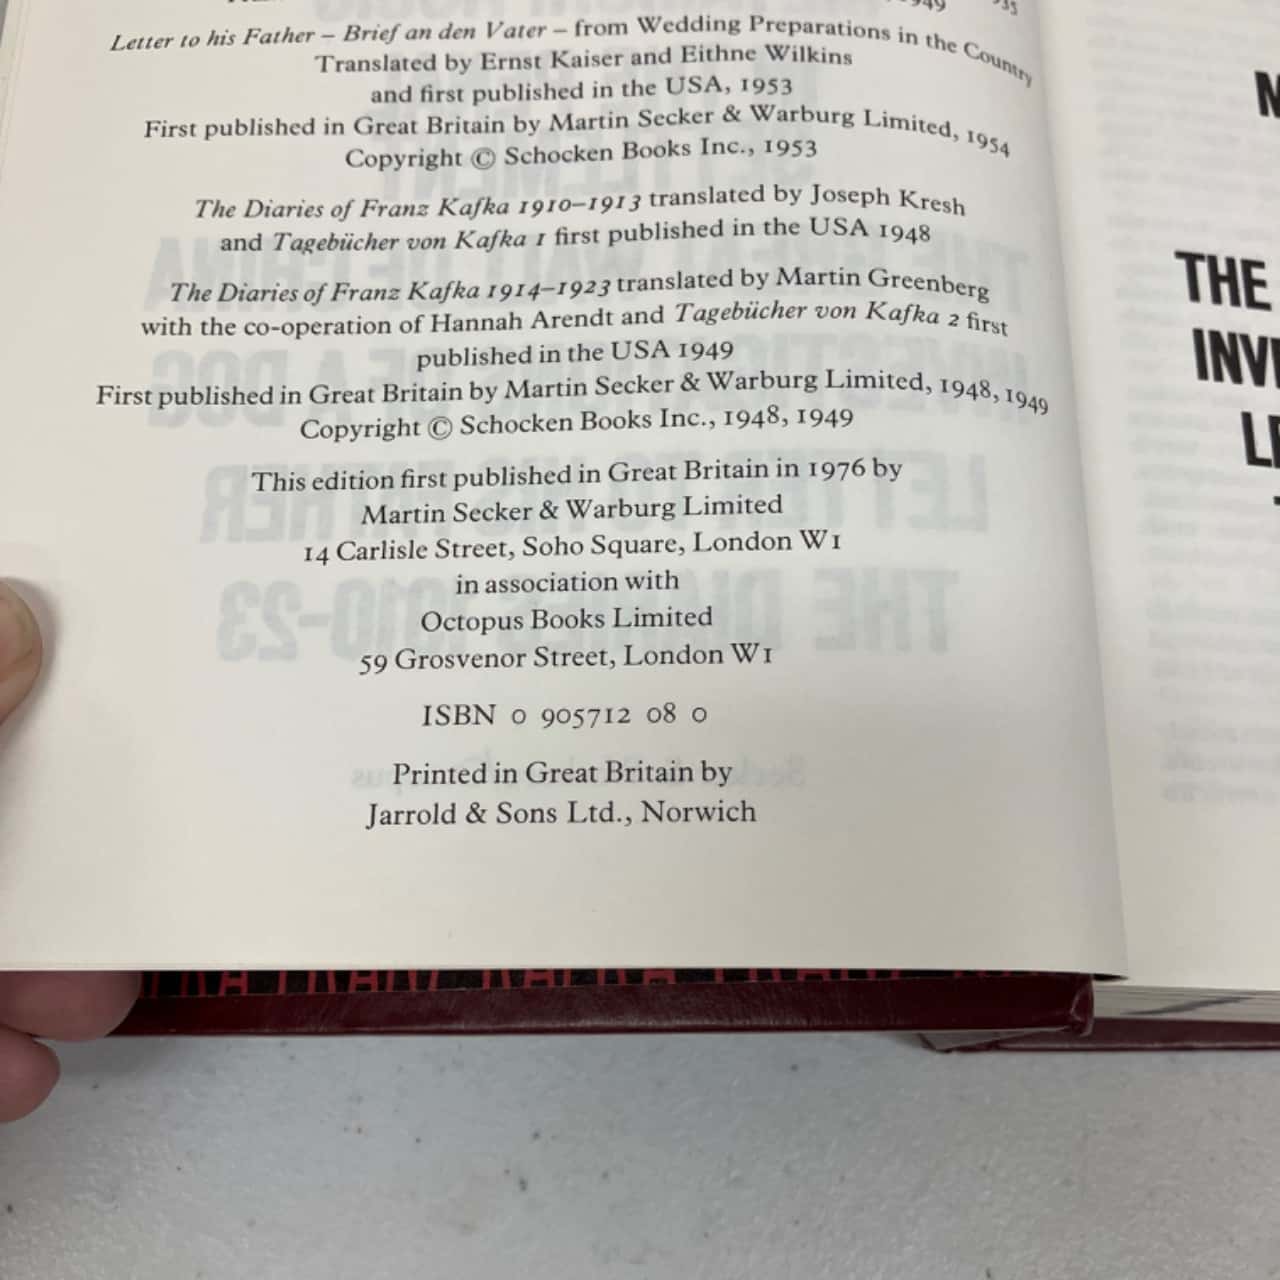 1949
Letter to his Father – Brief an den Vater – from Wedding Preparations in the Country
Translated by Ernst Kaiser and Eithne Wilkins
and first published in the USA, 1953
First published in Great Britain by Martin Secker & Warburg Limited, 1954
Copyright © Schocken Books Inc., 1953
The Diaries of Franz Kafka 1910–1913 translated by Joseph Kresh
and Tagebücher von Kafka 1 first published in the USA 1948
The Diaries of Franz Kafka 1914–1923 translated by Martin Greenberg
with the co-operation of Hannah Arendt and Tagebücher von Kafka 2 first
published in the USA 1949
First published in Great Britain by Martin Secker & Warburg Limited, 1948, 1949
Copyright © Schocken Books Inc., 1948, 1949
This edition first published in Great Britain in 1976 by
Martin Secker & Warburg Limited
14 Carlisle Street, Soho Square, London W1
in association with
Octopus Books Limited
59 Grosvenor Street, London W1
ISBN 0 905712 08 0
Printed in Great Britain by
Jarrold & Sons Ltd., Norwich
THE